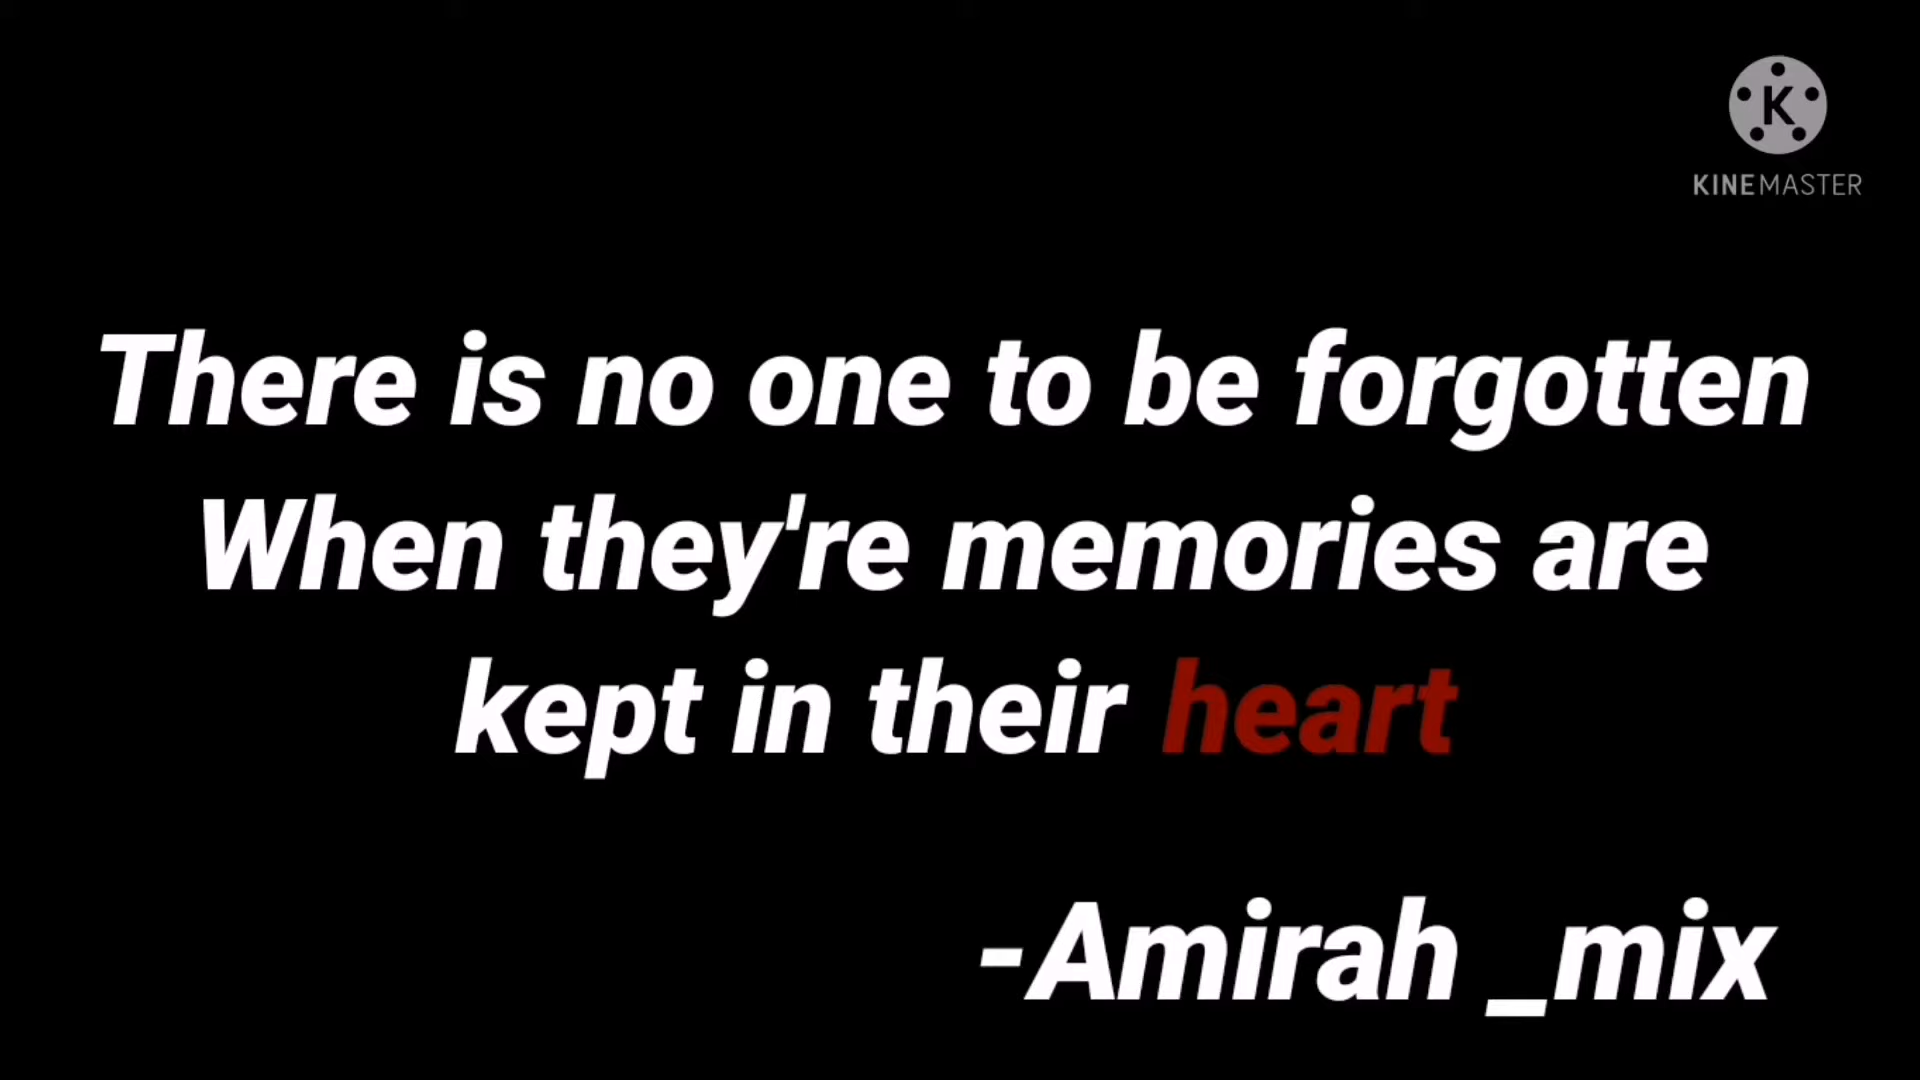 K
KINEMASTER
There is no one to be forgotten
When they're memories are
kept in their heart
-Amirah _mix